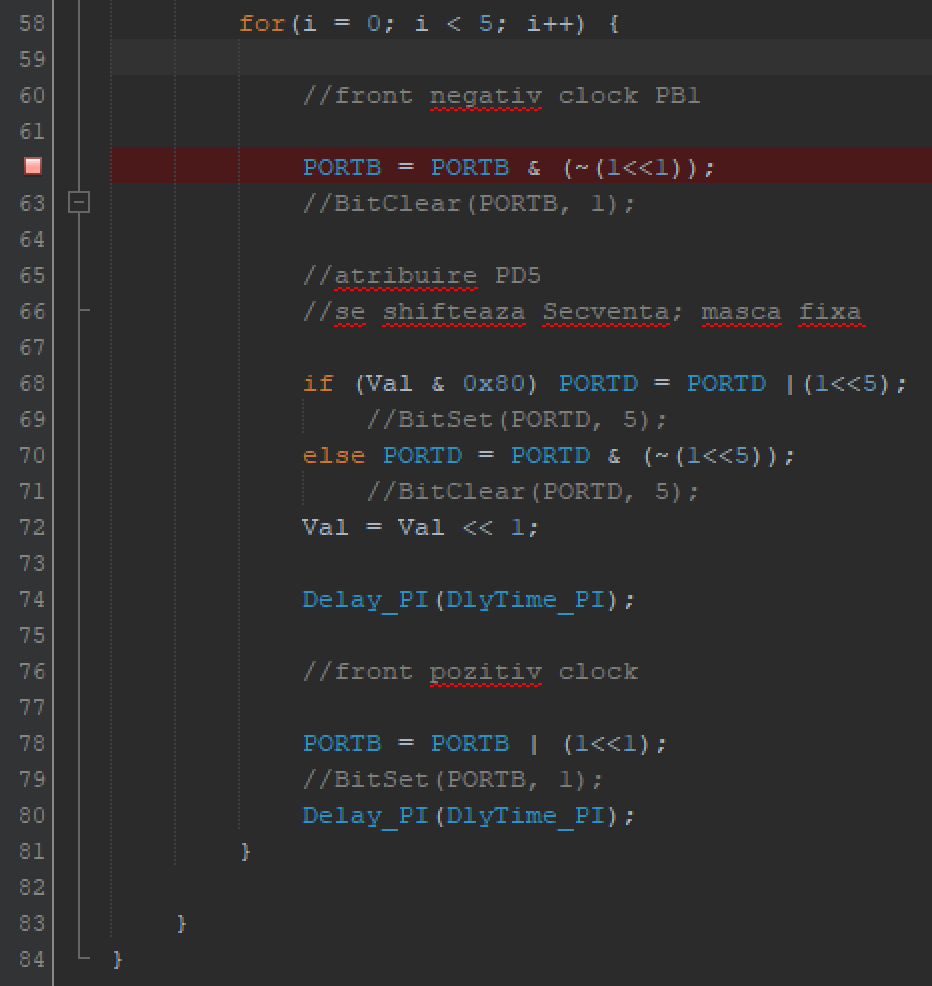 58 for(i = 0; i < 5; i++) {
59
60 //front negativ clock PB1
61
PORTB = PORTB & (~(1<<1));
63 //BitClear(PORTB, 1);
64
65 //atribuire PD5
66 //se shifteaza Secventa; masca fixa
67
68 if (Val & 0x80) PORTD = PORTD |(1<<5);
69 //BitSet(PORTD, 5);
70 else PORTD = PORTD & (~(1<<5));
71 //BitClear(PORTD, 5);
72 Val = Val << 1;
73
74 Delay_PI(DlyTime_PI);
75
76 //front pozitiv clock
77
78 PORTB = PORTB | (1<<1);
79 //BitSet(PORTB, 1);
80 Delay_PI(DlyTime_PI);
81 }
82
83 }
84 }